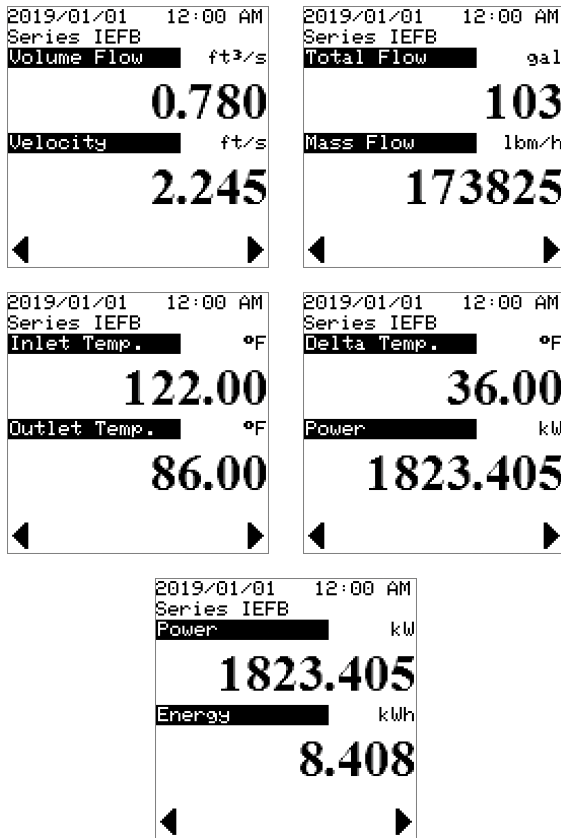 2019/01/01 12:00 AM
Series IEFB
Volume Flow ft³/s
0.780
Velocity ft/s
2.245
2019/01/01 12:00 AM
Series IEFB
Total Flow gal
103
Mass Flow lbm/h
173825
2019/01/01 12:00 AM
Series IEFB
Inlet Temp. ºF
122.00
Outlet Temp. ºF
86.00
2019/01/01 12:00 AM
Series IEFB
Delta Temp. ºF
36.00
Power kW
1823.405
2019/01/01 12:00 AM
Series IEFB
Power kW
1823.405
Energy kWh
8.408